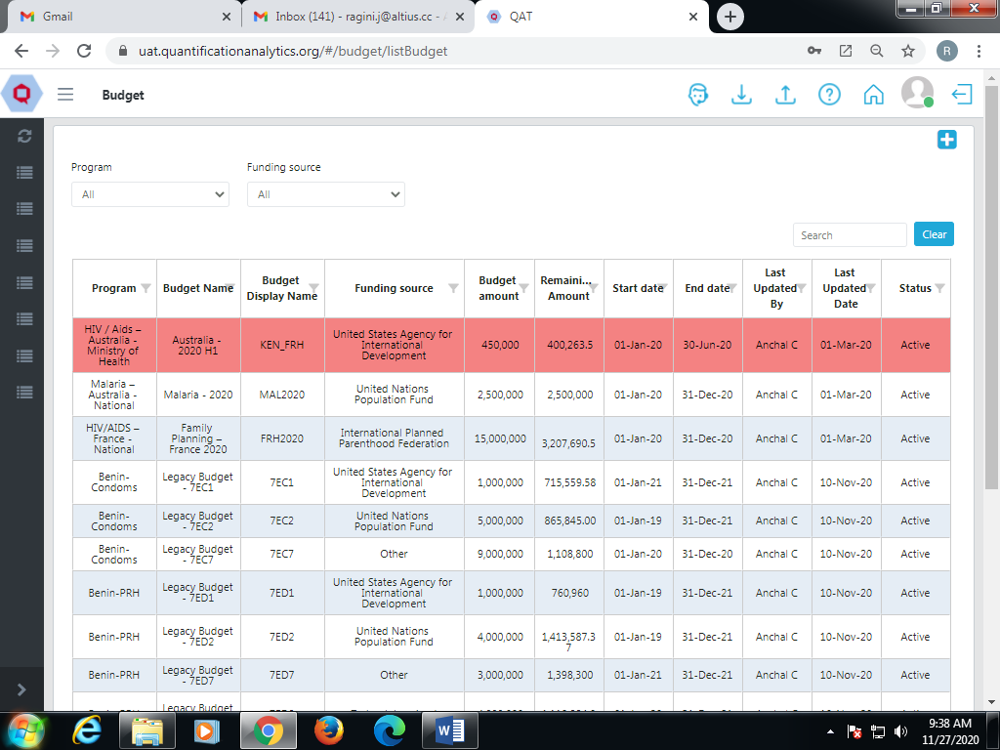 Gmail
Inbox (141) - ragini.j@altius.cc -
QAT
uat.quantificationanalytics.org/#/budget/listBudget
R
Budget
Program
Funding source
All
All
Search
Clear
Program
Budget Name
Budget
Display Name
Funding source
Budget
amount
Remaini...
Amount
Start date
End date
Last
Updated
By
Last
Updated
Date
Status
HIV / Aids –
Australia -
Ministry of
Health
Australia -
2020 H1
KEN_FRH
United States Agency for
International
Development
450,000
400,263.5
01-Jan-20
30-Jun-20
Anchal C
01-Mar-20
Active
Malaria –
Australia -
National
Malaria - 2020
MAL2020
United Nations
Population Fund
2,500,000
2,500,000
01-Jan-20
31-Dec-20
Anchal C
01-Mar-20
Active
HIV/AIDS –
France -
National
Family
Planning –
France 2020
FRH2020
International Planned
Parenthood Federation
15,000,000
3,207,690.5
01-Jan-20
31-Dec-20
Anchal C
01-Mar-20
Active
Benin-
Condoms
Legacy Budget
- 7EC1
7EC1
United States Agency for
International
Development
1,000,000
715,559.58
01-Jan-21
31-Dec-21
Anchal C
10-Nov-20
Active
Benin-
Condoms
Legacy Budget
- 7EC2
7EC2
United Nations
Population Fund
5,000,000
865,845.00
01-Jan-19
31-Dec-21
Anchal C
10-Nov-20
Active
Benin-
Condoms
Legacy Budget
- 7EC7
7EC7
Other
9,000,000
1,108,800
01-Jan-20
31-Dec-20
Anchal C
10-Nov-20
Active
Benin-PRH
Legacy Budget
- 7ED1
7ED1
United States Agency for
International
Development
1,000,000
760,960
01-Jan-19
31-Dec-21
Anchal C
10-Nov-20
Active
Benin-PRH
Legacy Budget
- 7ED2
7ED2
United Nations
Population Fund
4,000,000
1,413,587.3
7
01-Jan-19
31-Dec-21
Anchal C
10-Nov-20
Active
Benin-PRH
Legacy Budget
- 7ED7
7ED7
Other
3,000,000
1,398,300
01-Jan-21
31-Dec-21
Anchal C
10-Nov-20
Active
Legacy Budget
9:38 AM
11/27/2020